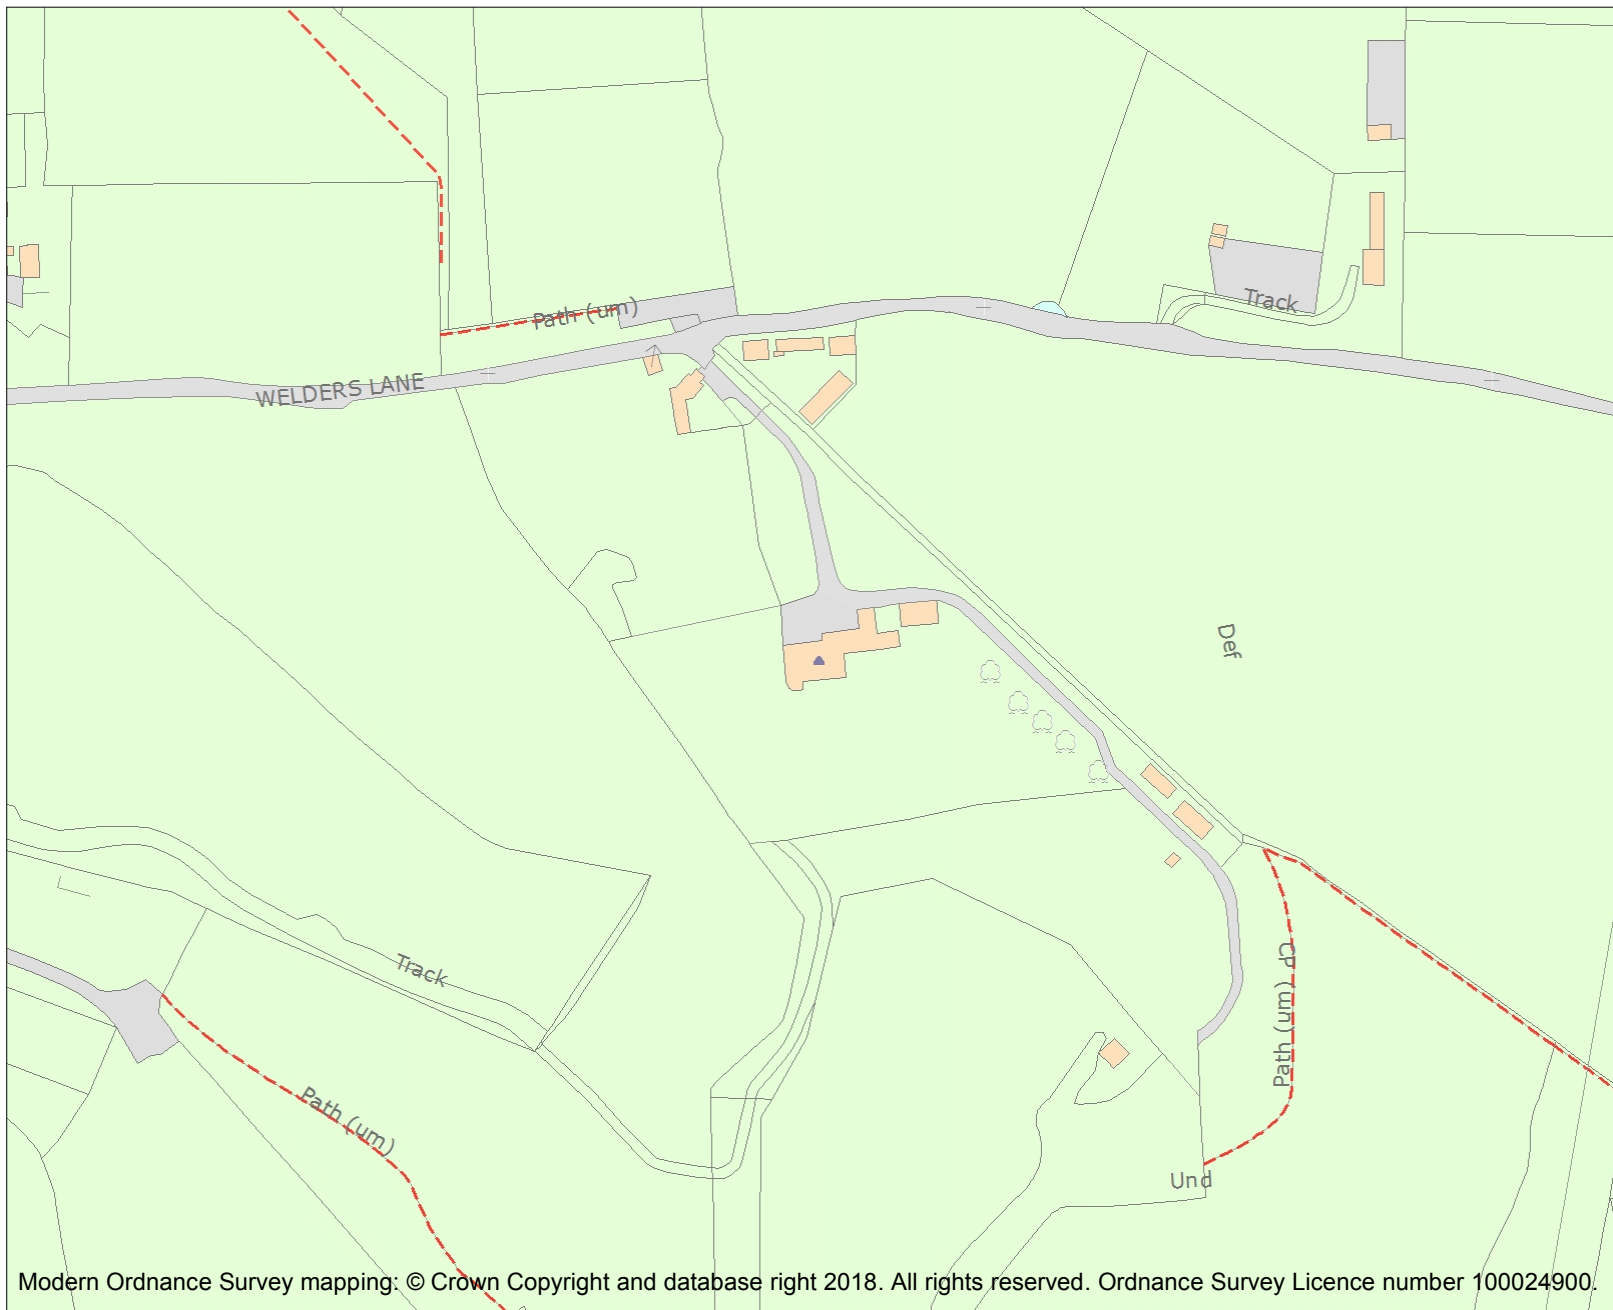 Track
Path (um)
WELDERS LANE
Def
CP
Track
Path (um)
Path (um)
Und
Modern Ordnance Survey mapping: © Crown Copyright and database right 2018. All rights reserved. Ordnance Survey Licence number 100024900.